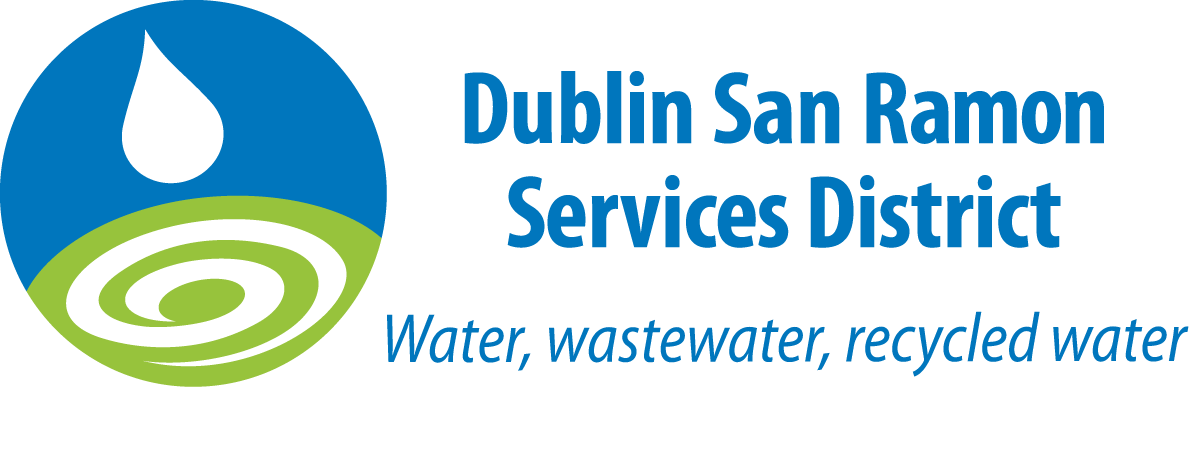 Dublin San Ramon
Services District
Water, wastewater, recycled water